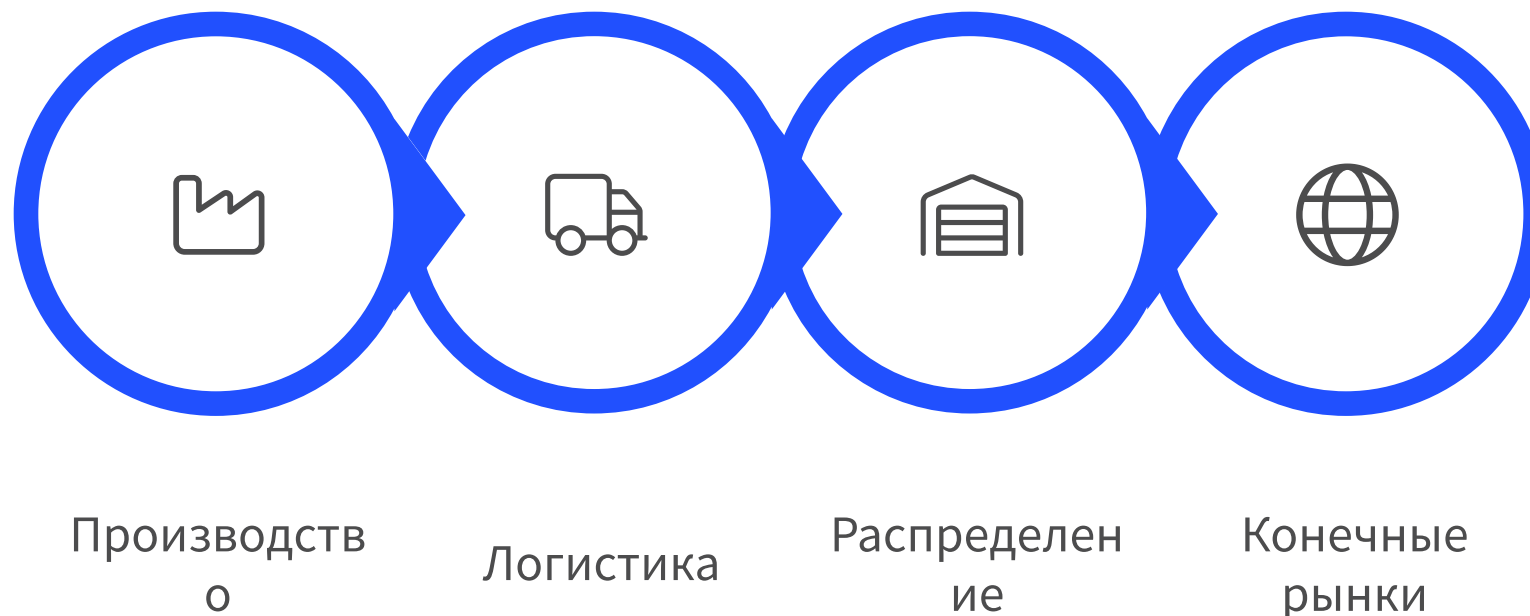 Производств
о
Логистика
Распределен
ие
Конечные
рынки